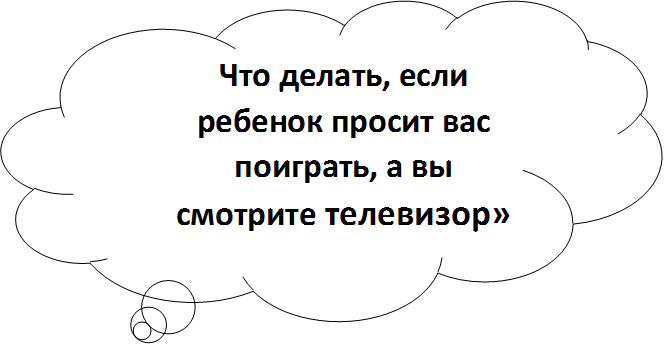 Что делать, если
ребенок просит вас
поиграть, а вы
смотрите телевизор»